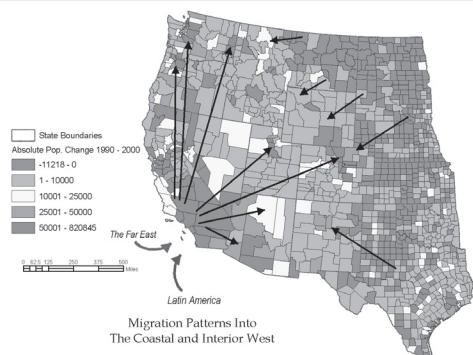 State Boundaries
Absolute Pop. Change 1990 - 2000
-11218 - 0
1 - 10000
10001 - 25000
25001 - 50000
50001 - 820845
The Far East
0 62.5 125 250 375 500
Miles
Latin America
Migration Patterns Into
The Coastal and Interior West